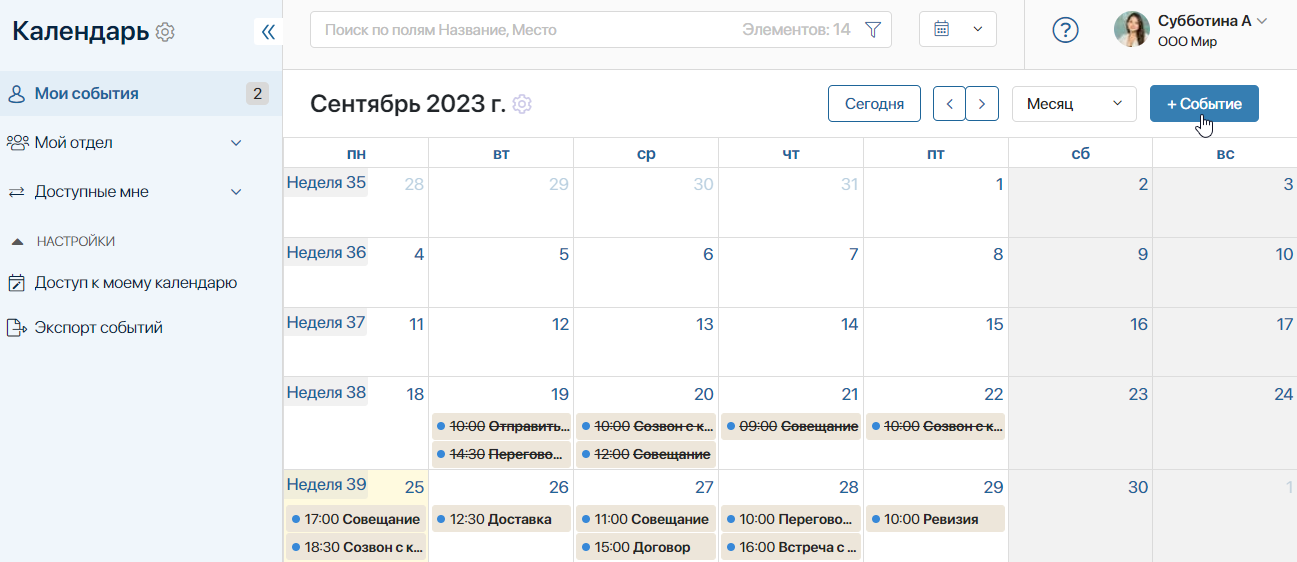 Календарь
Поиск по полям Название, Место
Элементов: 14
Субботина А
ООО Мир
Мои события 2
Мой отдел
Доступные мне
НАСТРОЙКИ
Доступ к моему календарю
Экспорт событий
Сентябрь 2023 г.
Сегодня
Месяц
+ Событие
пн вт ср чт пт сб вс
Неделя 35 28 29 30 31 1 2 3
Неделя 36 4 5 6 7 8 9 10
Неделя 37 11 12 13 14 15 16 17
Неделя 38 18 19 20 21 22 23 24
10:00 Отправить... 10:00 Созвон с к... 09:00 Совещание 10:00 Созвон с к...
14:30 Перегово... 12:00 Совещание
Неделя 39 25 26 27 28 29 30 1
17:00 Совещание 12:30 Доставка 11:00 Совещание 10:00 Перегово... 10:00 Ревизия
18:30 Созвон с к... 15:00 Договор 16:00 Встреча с ...